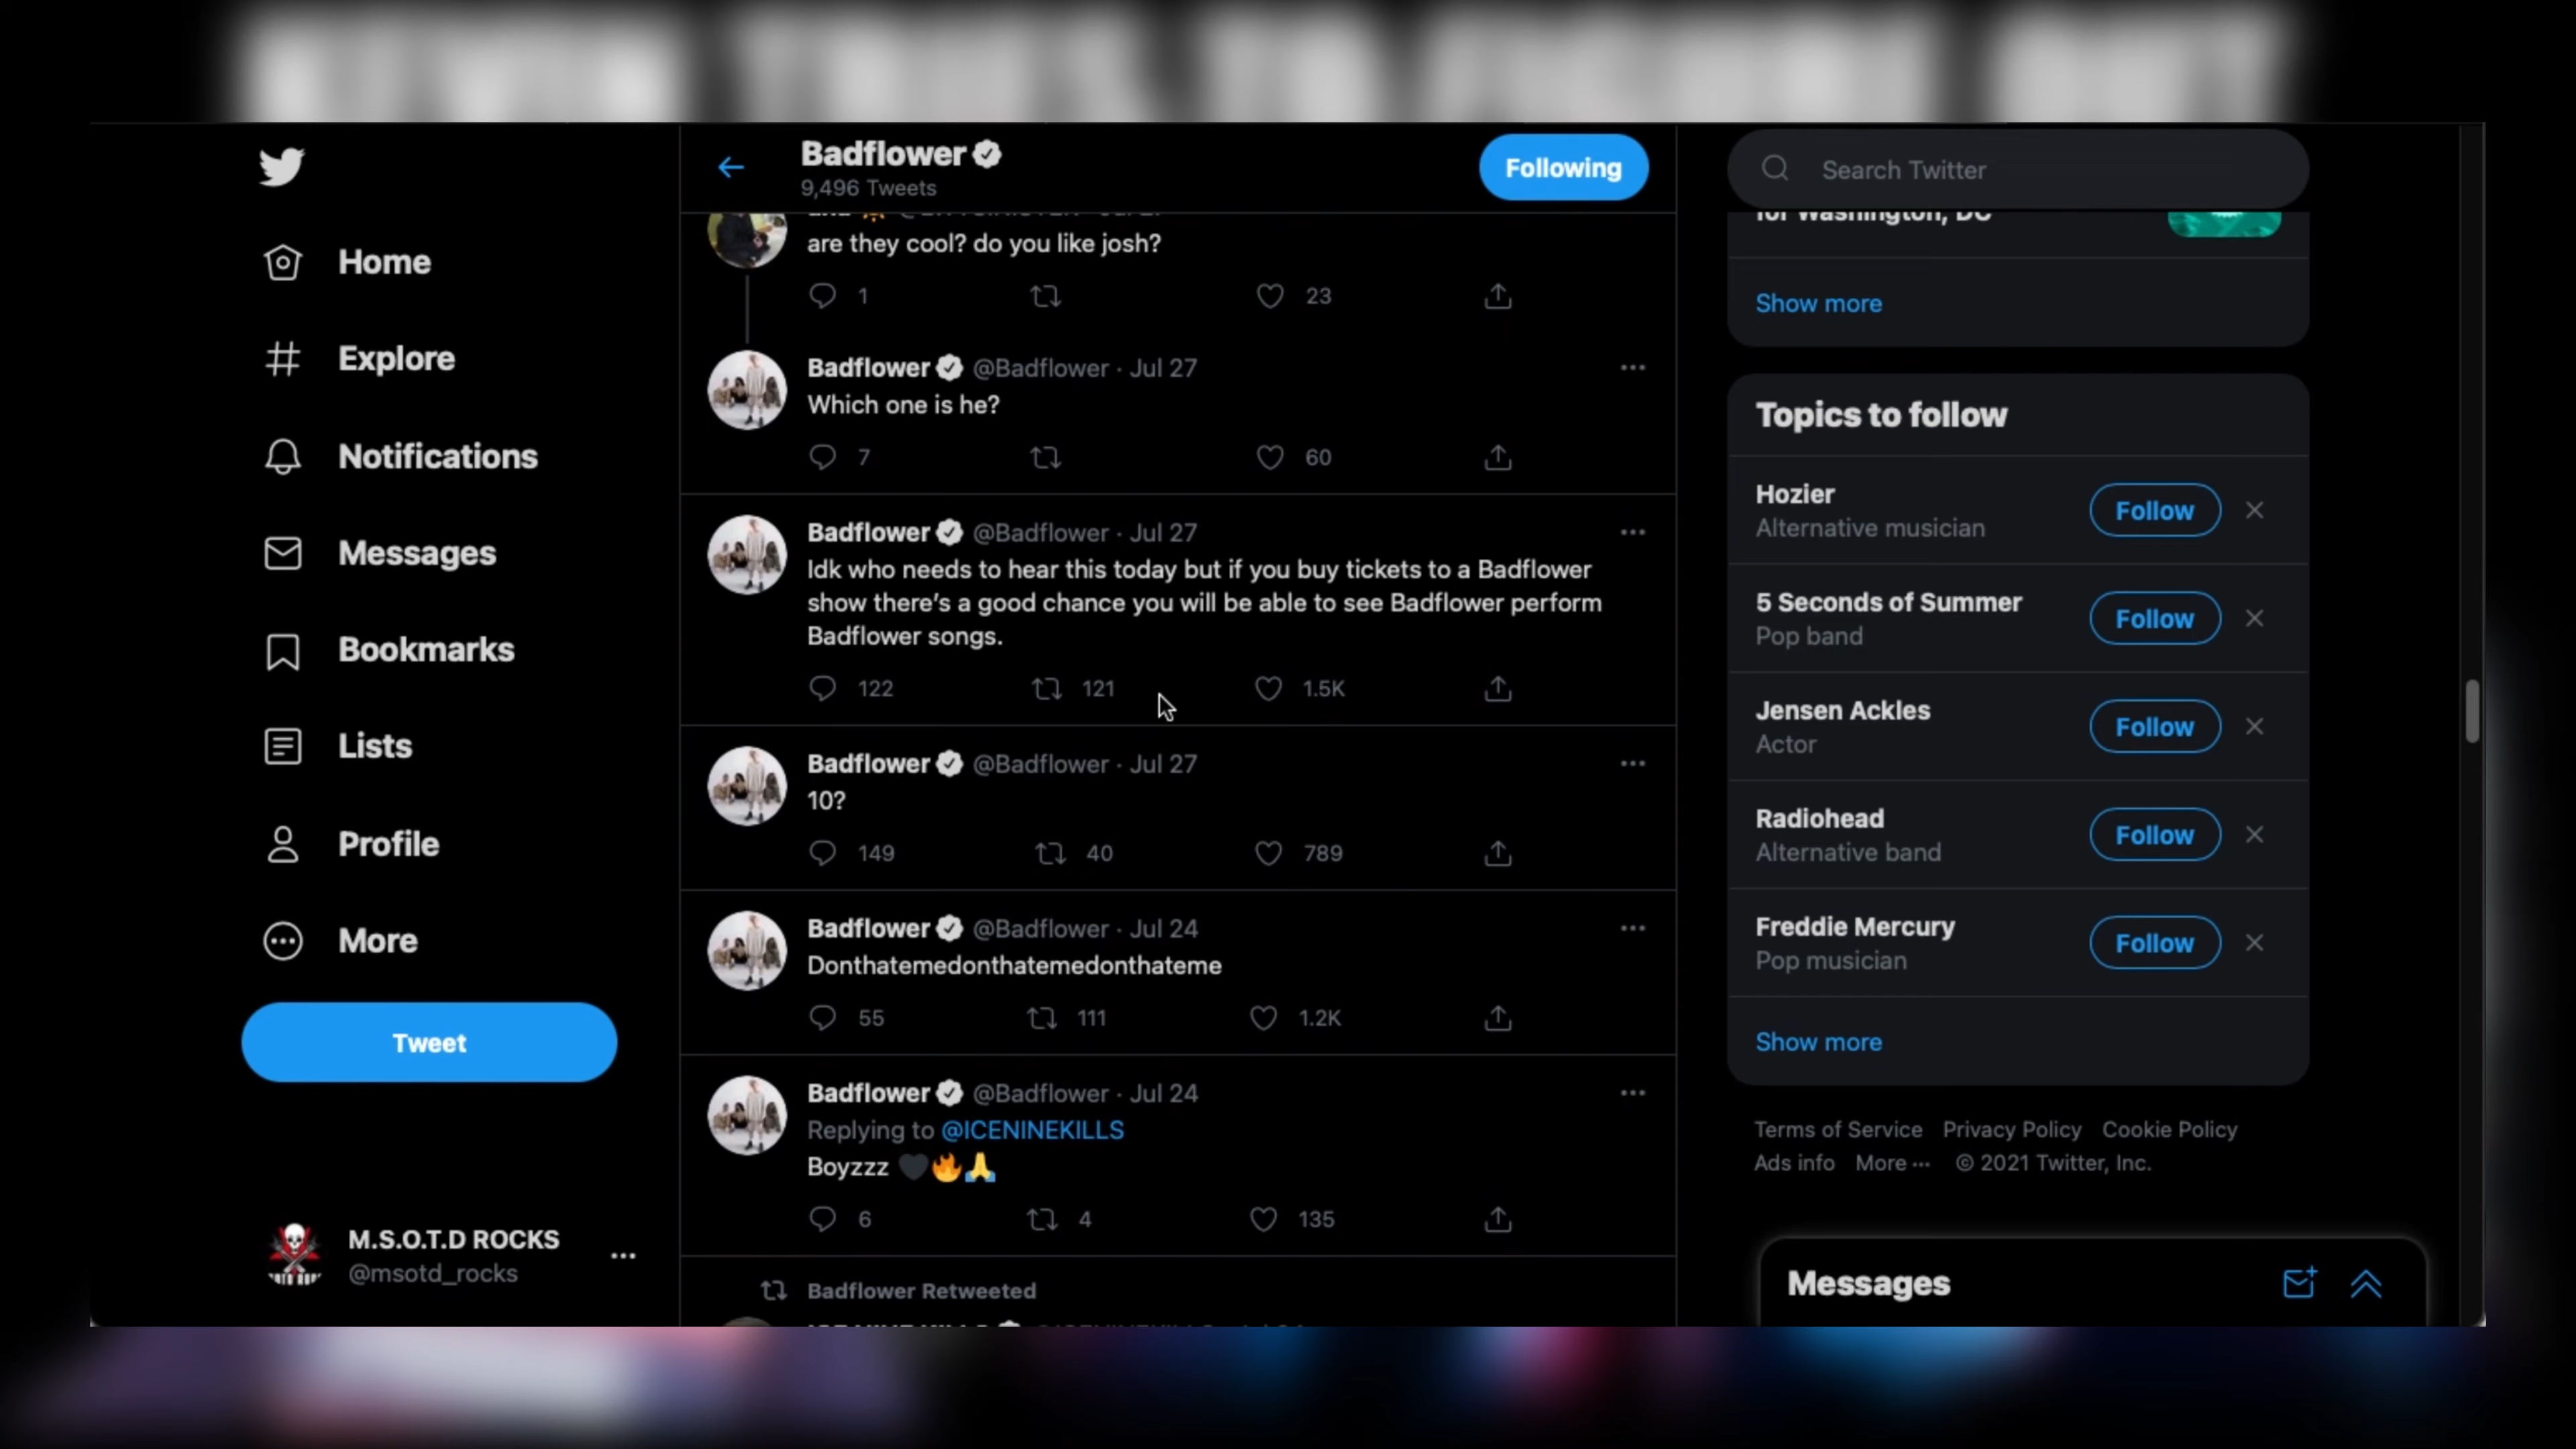 Home
Explore
Notifications
Messages
Bookmarks
Lists
Profile
More
Tweet
M.S.O.T.D ROCKS
@msotd_rocks
Badflower
9,496 Tweets
Following
are they cool? do you like josh?
1 23
Badflower @Badflower · Jul 27
Which one is he?
7 60
Badflower @Badflower · Jul 27
Idk who needs to hear this today but if you buy tickets to a Badflower
show there's a good chance you will be able to see Badflower perform
Badflower songs.
122 121 1.5K
Badflower @Badflower · Jul 27
10?
149 40 789
Badflower @Badflower · Jul 24
Donthatemedonthatemedonthateme
55 111 1.2K
Badflower @Badflower · Jul 24
Replying to @ICENINEKILLS
Boyzzz 🖤🔥🙏
6 4 135
Badflower Retweeted
Search Twitter
for Washington, DC
Show more
Topics to follow
Hozier
Alternative musician
Follow
5 Seconds of Summer
Pop band
Follow
Jensen Ackles
Actor
Follow
Radiohead
Alternative band
Follow
Freddie Mercury
Pop musician
Follow
Show more
Terms of Service Privacy Policy Cookie Policy
Ads info More ··· © 2021 Twitter, Inc.
Messages